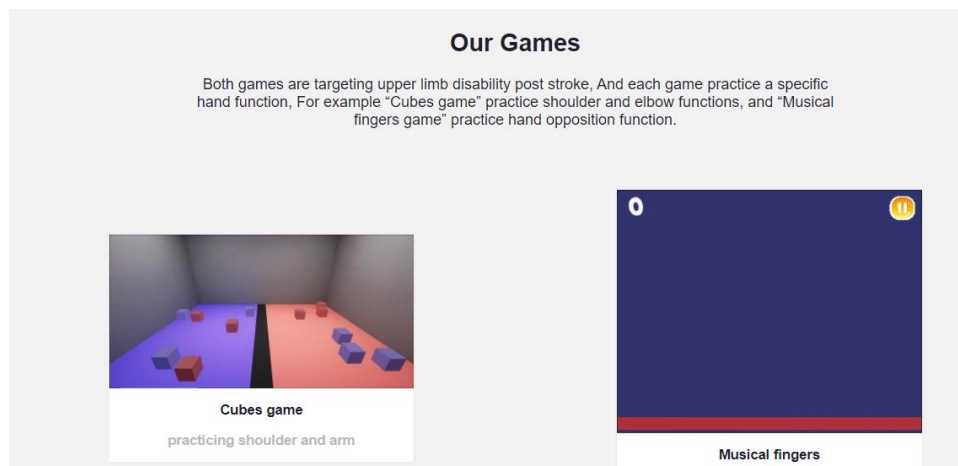 Our Games
Both games are targeting upper limb disability post stroke, And each game practice a specific
hand function, For example “Cubes game” practice shoulder and elbow functions, and “Musical
fingers game” practice hand opposition function.
0
Cubes game
practicing shoulder and arm
Musical fingers